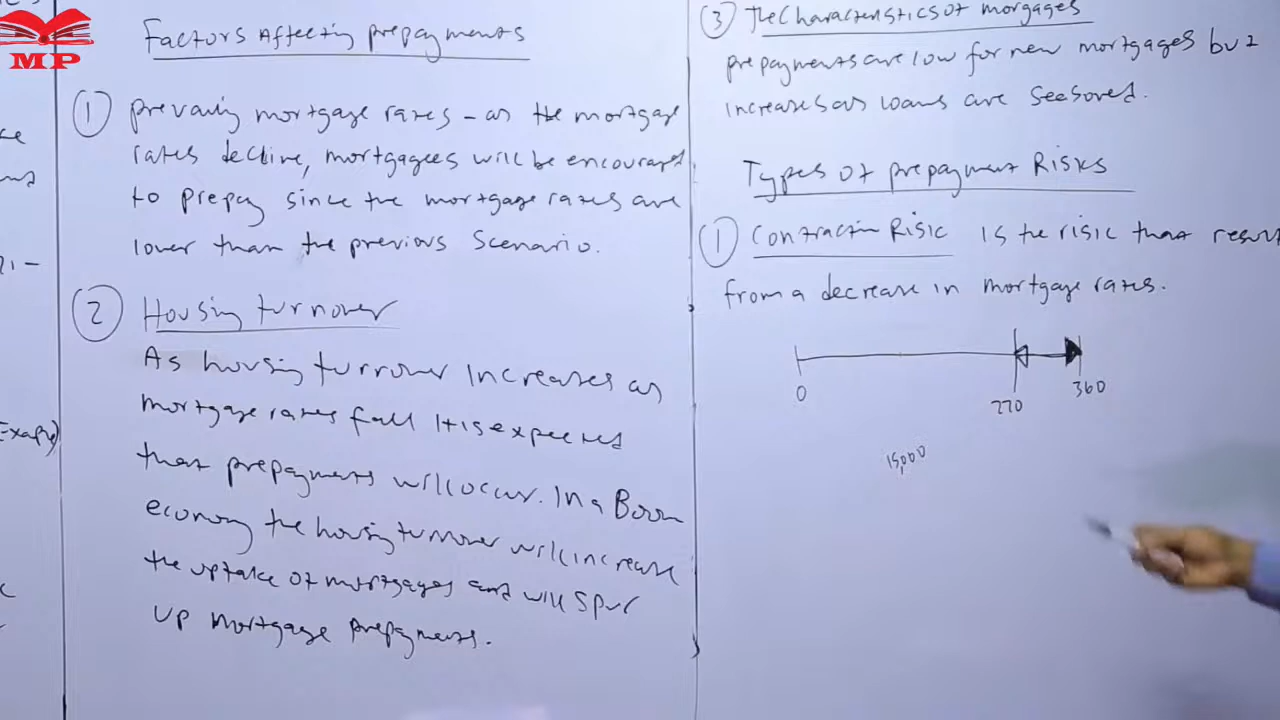 MP
Factors Affecting prepayments
① prevaily mortgage rates - as the mortgage
rates decline, mortgagees will be encouraged
to prepay since the mortgage rates are
lower than the previous scenario.
② Housing turnover
As housing turnover increases as
mortgage rates fall it is expected
that prepayments will occur. In a Boom
economy the housing turnover will increase
the uptake of mortgages and will spur
up mortgage prepayments.
③ The Characteristics of morgages
prepayments are low for new mortgages but
increases as loans are seasoned.
Types of prepayment Risks
① Contraction Risk is the risk that result
from a decrease in mortgage rates.
0 270 360
15,000